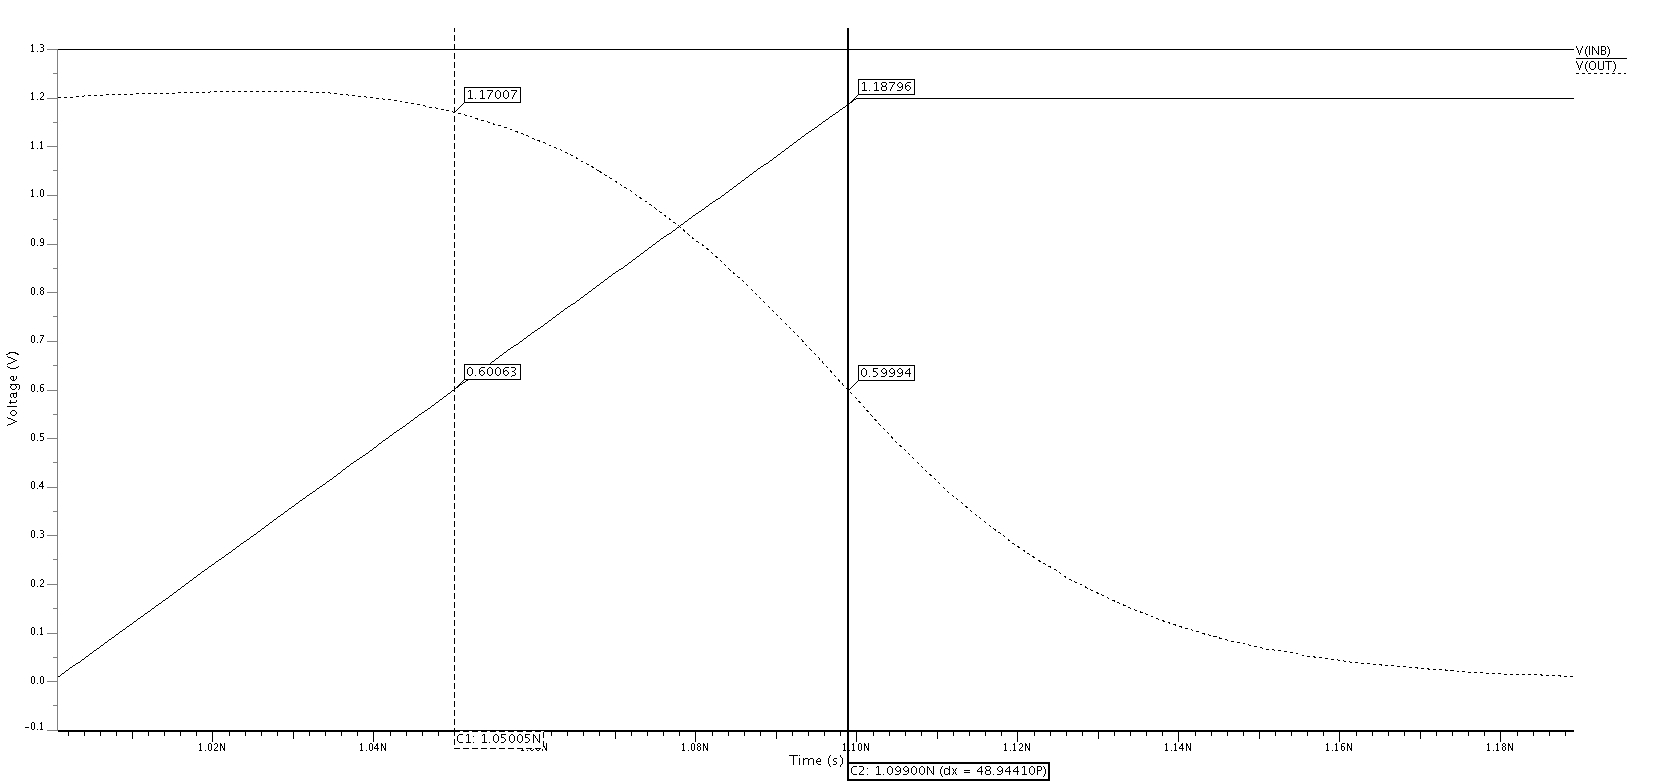 1.3
V(INB)
V(OUT)
1.2
1.17007
1.18796
1.1
1.0
0.9
0.8
0.7
0.6
0.60063
0.59994
0.5
0.4
0.3
0.2
0.1
0.0
-0.1
Voltage (V)
1.02N
1.04N
C1: 1.05005N
1.08N
1.10N
1.12N
1.14N
1.16N
1.18N
Time (s)
C2: 1.09900N (dx = 48.94410P)